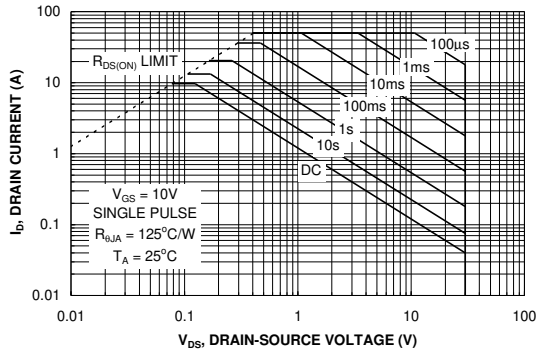 100
10
1
0.1
0.01
I_D, DRAIN CURRENT (A)
R_DS(ON) LIMIT
100µs
1ms
10ms
100ms
1s
10s
DC
V_GS = 10V
SINGLE PULSE
R_θJA = 125°C/W
T_A = 25°C
0.01
0.1
1
10
100
V_DS, DRAIN-SOURCE VOLTAGE (V)